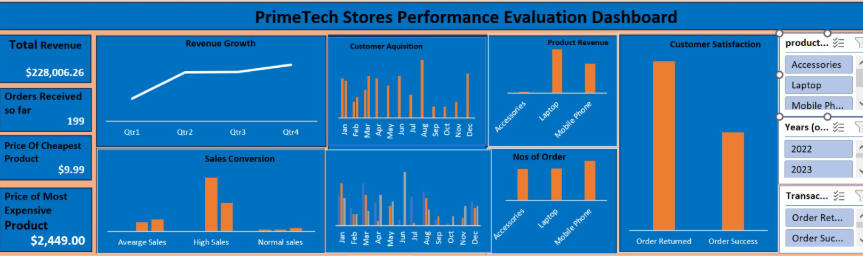 PrimeTech Stores Performance Evaluation Dashboard
Total Revenue
$228,006.26
Orders Received
so far
199
Price Of Cheapest
Product
$9.99
Price of Most
Expensive
Product
$2,449.00
Revenue Growth
Qtr1 Qtr2 Qtr3 Qtr4
Customer Aquisition
Jan Feb Mar Apr May Jun Jul Aug Sep Oct Nov Dec
Product Revenue
Accessories Laptop Mobile Phone
Sales Conversion
Avearge Sales High Sales Normal sales
Jan Feb Mar Apr May Jun Jul Aug Sep Oct Nov Dec
Nos of Order
Accessories Laptop Mobile Phone
Customer Satisfaction
Order Returned Order Success
product...
Accessories
Laptop
Mobile Ph...
Years (o...
2022
2023
Transac...
Order Ret...
Order Suc...